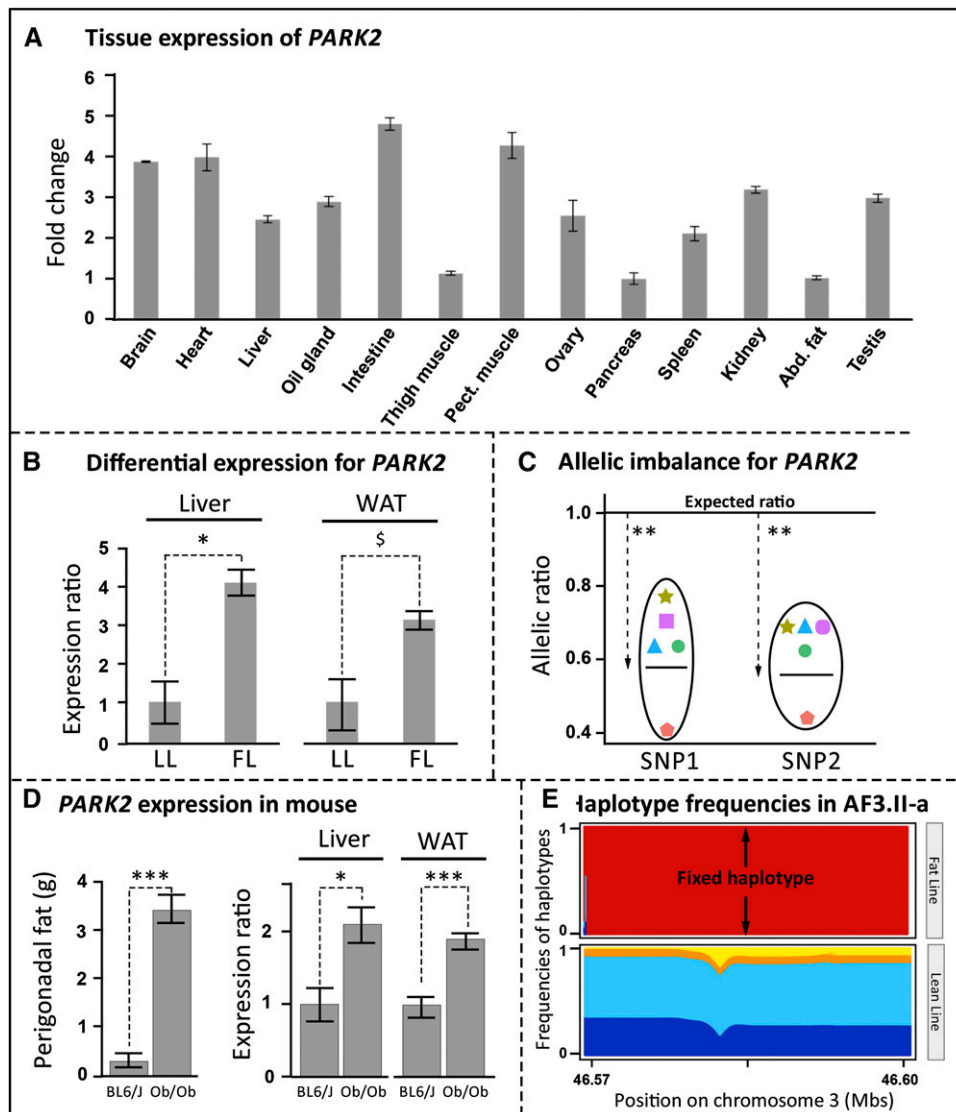 A Tissue expression of PARK2
Fold change
6
5
4
3
2
1
0
Brain
Heart
Liver
Oil gland
Intestine
Thigh muscle
Pect. muscle
Ovary
Pancreas
Spleen
Kidney
Abd. fat
Testis
B Differential expression for PARK2
Liver WAT
* $
Expression ratio
5
4
3
2
1
0
LL FL LL FL
C Allelic imbalance for PARK2
Expected ratio
** **
Allelic ratio
1.0
0.8
0.6
0.4
SNP1 SNP2
D PARK2 expression in mouse
Perigonadal fat (g)
4
3
2
1
0
***
BL6/J Ob/Ob
Liver WAT
* ***
Expression ratio
2
1
0
BL6/J Ob/Ob BL6/J Ob/Ob
E Haplotype frequencies in AF3.II-a
Frequencies of haplotypes
1
0
Fixed haplotype
Fat Line
1
0
Lean Line
46.57 46.60
Position on chromosome 3 (Mbs)